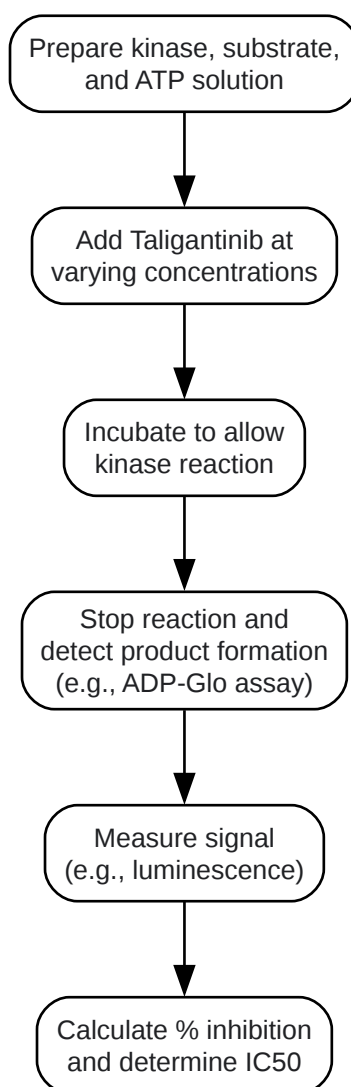 Prepare kinase, substrate,
and ATP solution
Add Taligantinib at
varying concentrations
Incubate to allow
kinase reaction
Stop reaction and
detect product formation
(e.g., ADP-Glo assay)
Measure signal
(e.g., luminescence)
Calculate % inhibition
and determine IC50